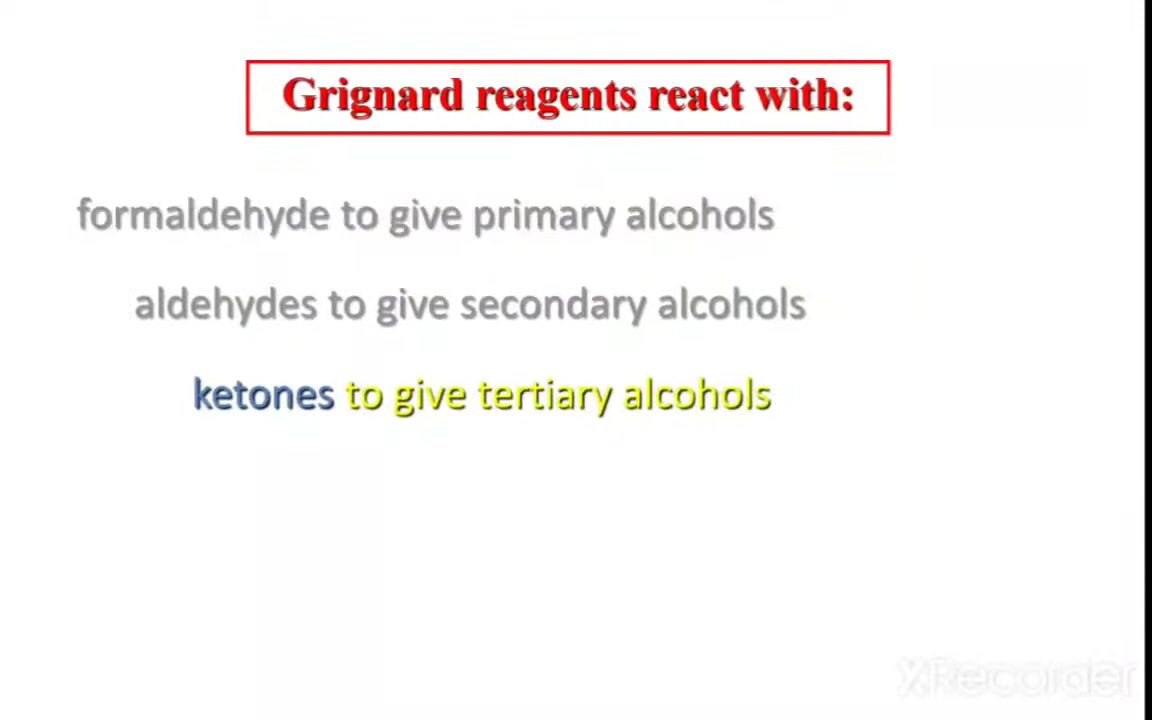 Grignard reagents react with:
formaldehyde to give primary alcohols
aldehydes to give secondary alcohols
ketones to give tertiary alcohols
XRecorder